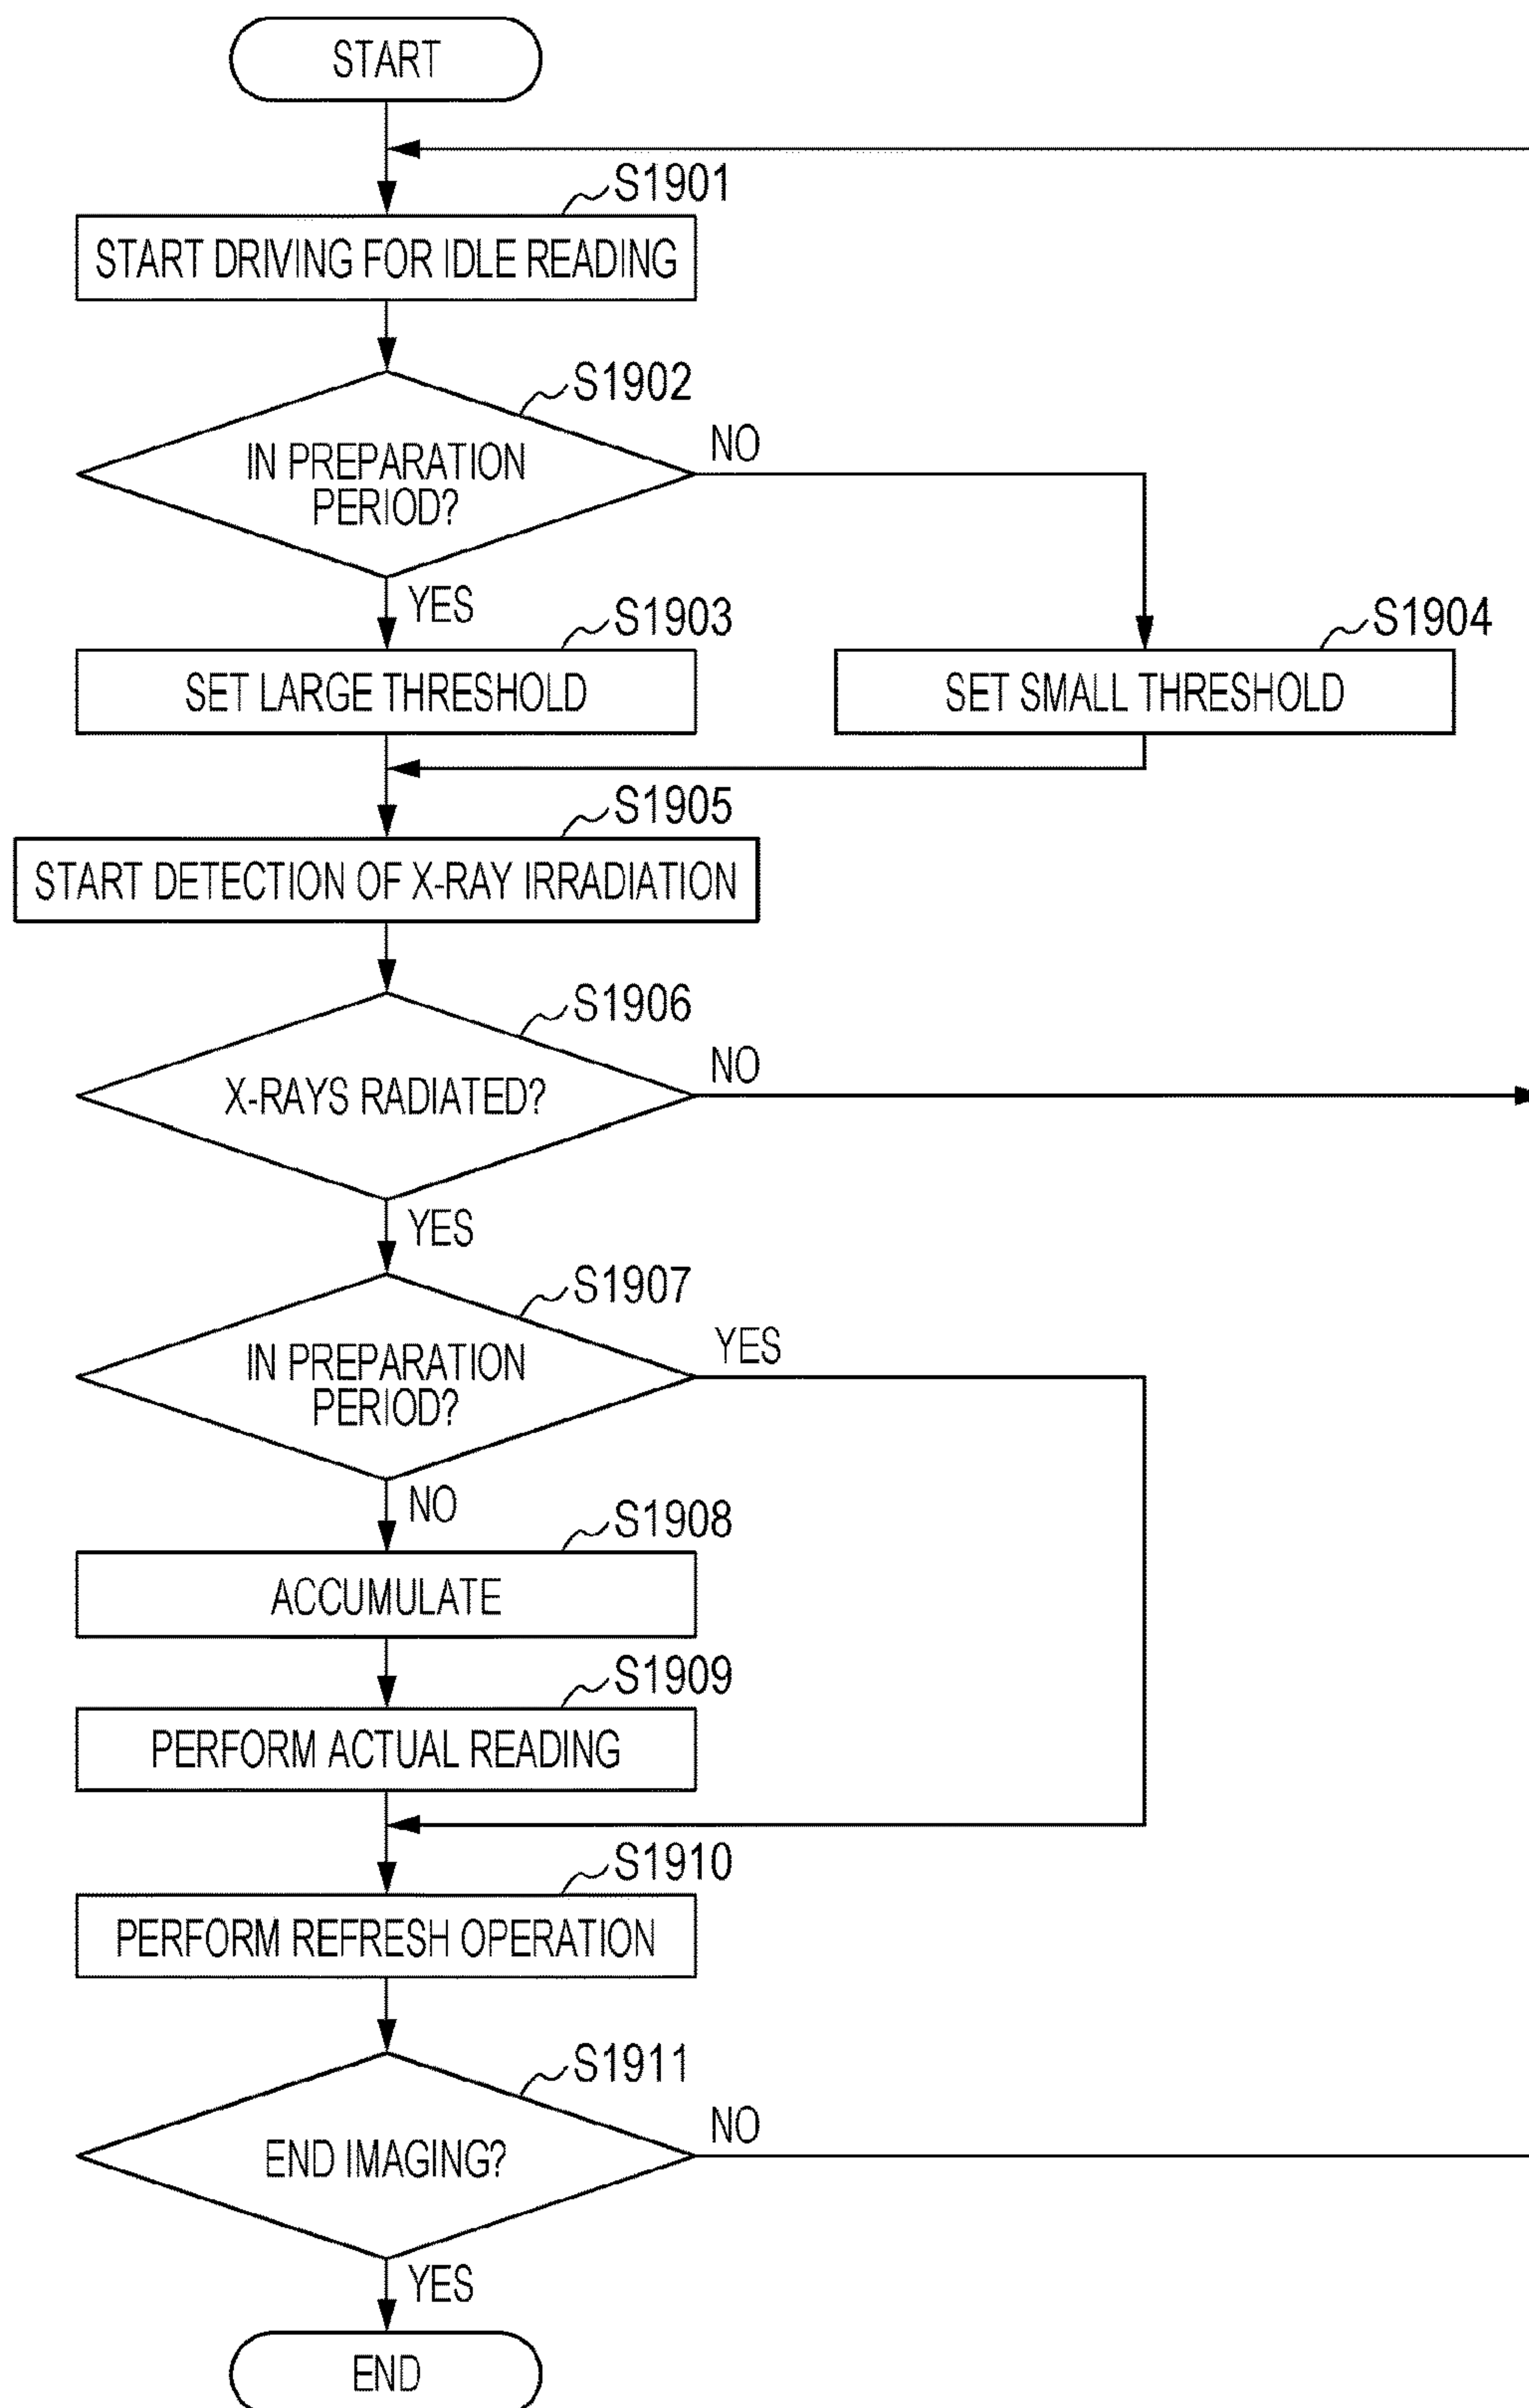 START
S1901
START DRIVING FOR IDLE READING
S1902
IN PREPARATION
PERIOD?
NO
YES
S1903
SET LARGE THRESHOLD
S1904
SET SMALL THRESHOLD
S1905
START DETECTION OF X-RAY IRRADIATION
S1906
X-RAYS RADIATED?
NO
YES
S1907
IN PREPARATION
PERIOD?
YES
NO
S1908
ACCUMULATE
S1909
PERFORM ACTUAL READING
S1910
PERFORM REFRESH OPERATION
S1911
END IMAGING?
NO
YES
END